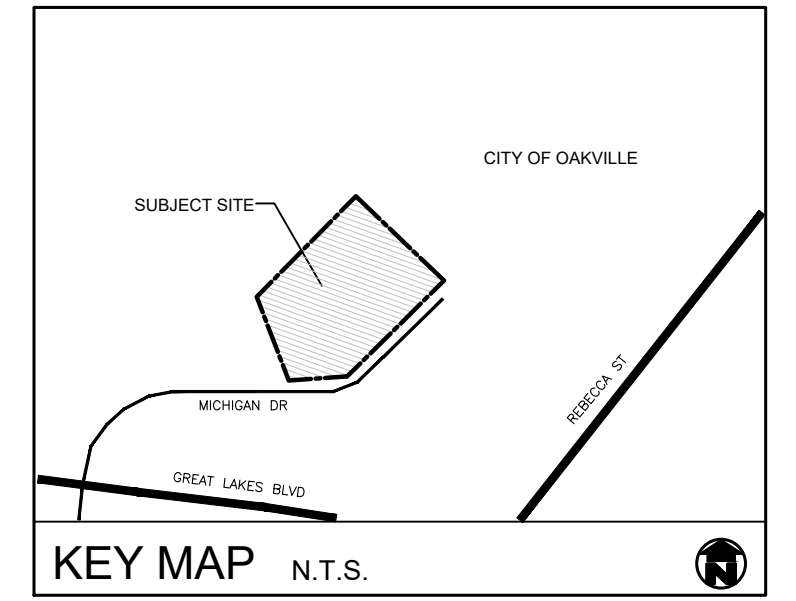 CITY OF OAKVILLE
SUBJECT SITE
REBECCA ST
MICHIGAN DR
GREAT LAKES BLVD
KEY MAP N.T.S.
N